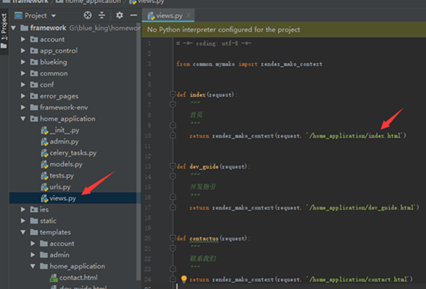 framework
home_application
views.py
1: Project
Project
views.py
framework G:\blue_king\homework
account
app_control
blueking
common
conf
error_pages
framework-env
home_application
__init__.py
admin.py
celery_tasks.py
models.py
tests.py
urls.py
views.py
ies
static
templates
account
admin
home_application
contact.html
No Python interpreter configured for the project
# -*- coding: utf-8 -*-
from common.mymako import render_mako_context
def index(request):
"""
首页
"""
return render_mako_context(request, '/home_application/index.html')
def dev_guide(request):
"""
开发指引
"""
return render_mako_context(request, '/home_application/dev_guide.html')
def contactus(request):
"""
联系我们
"""
return render_mako_context(request, '/home_application/contact.html')